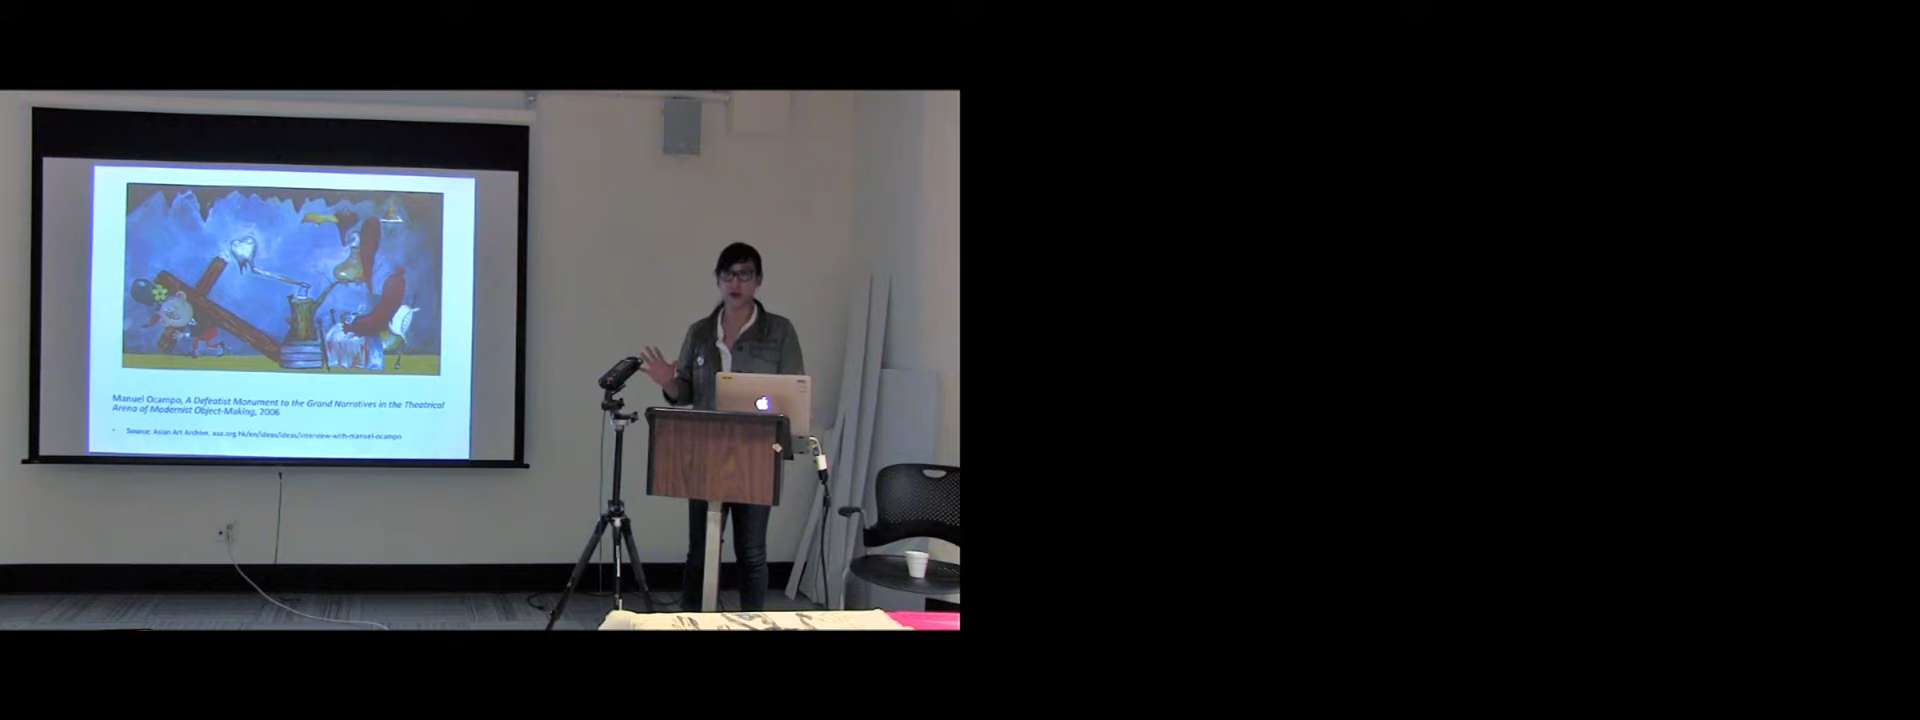 Manuel Ocampo, A Defeatist Monument to the Grand Narratives in the Theatrical
Arena of Modernist Object-Making, 2006
- Source: Asian Art Archive, aaa.org.hk/en/ideas/ideas/interview-with-manuel-ocampo